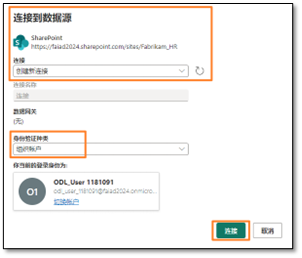 连接到数据源
SharePoint
https://faiad2024.sharepoint.com/sites/Fabrikam_HR
连接
创建新连接
连接名称
连接
数据网关
(无)
身份验证种类
组织帐户
你当前的登录身份为:
O1
ODL_User 1181091
odl_user_1181091@faiad2024.onmicro...
切换帐户
连接
取消